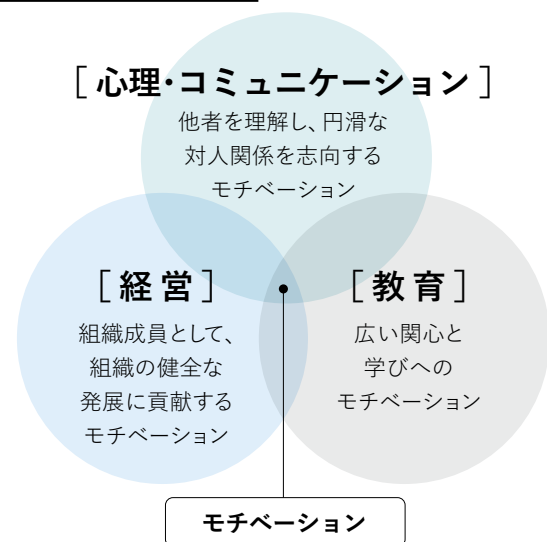 [心理・コミュニケーション]
他者を理解し、円滑な
対人関係を志向する
モチベーション
[経営]
組織成員として、
組織の健全な
発展に貢献する
モチベーション
[教育]
広い関心と
学びへの
モチベーション
モチベーション